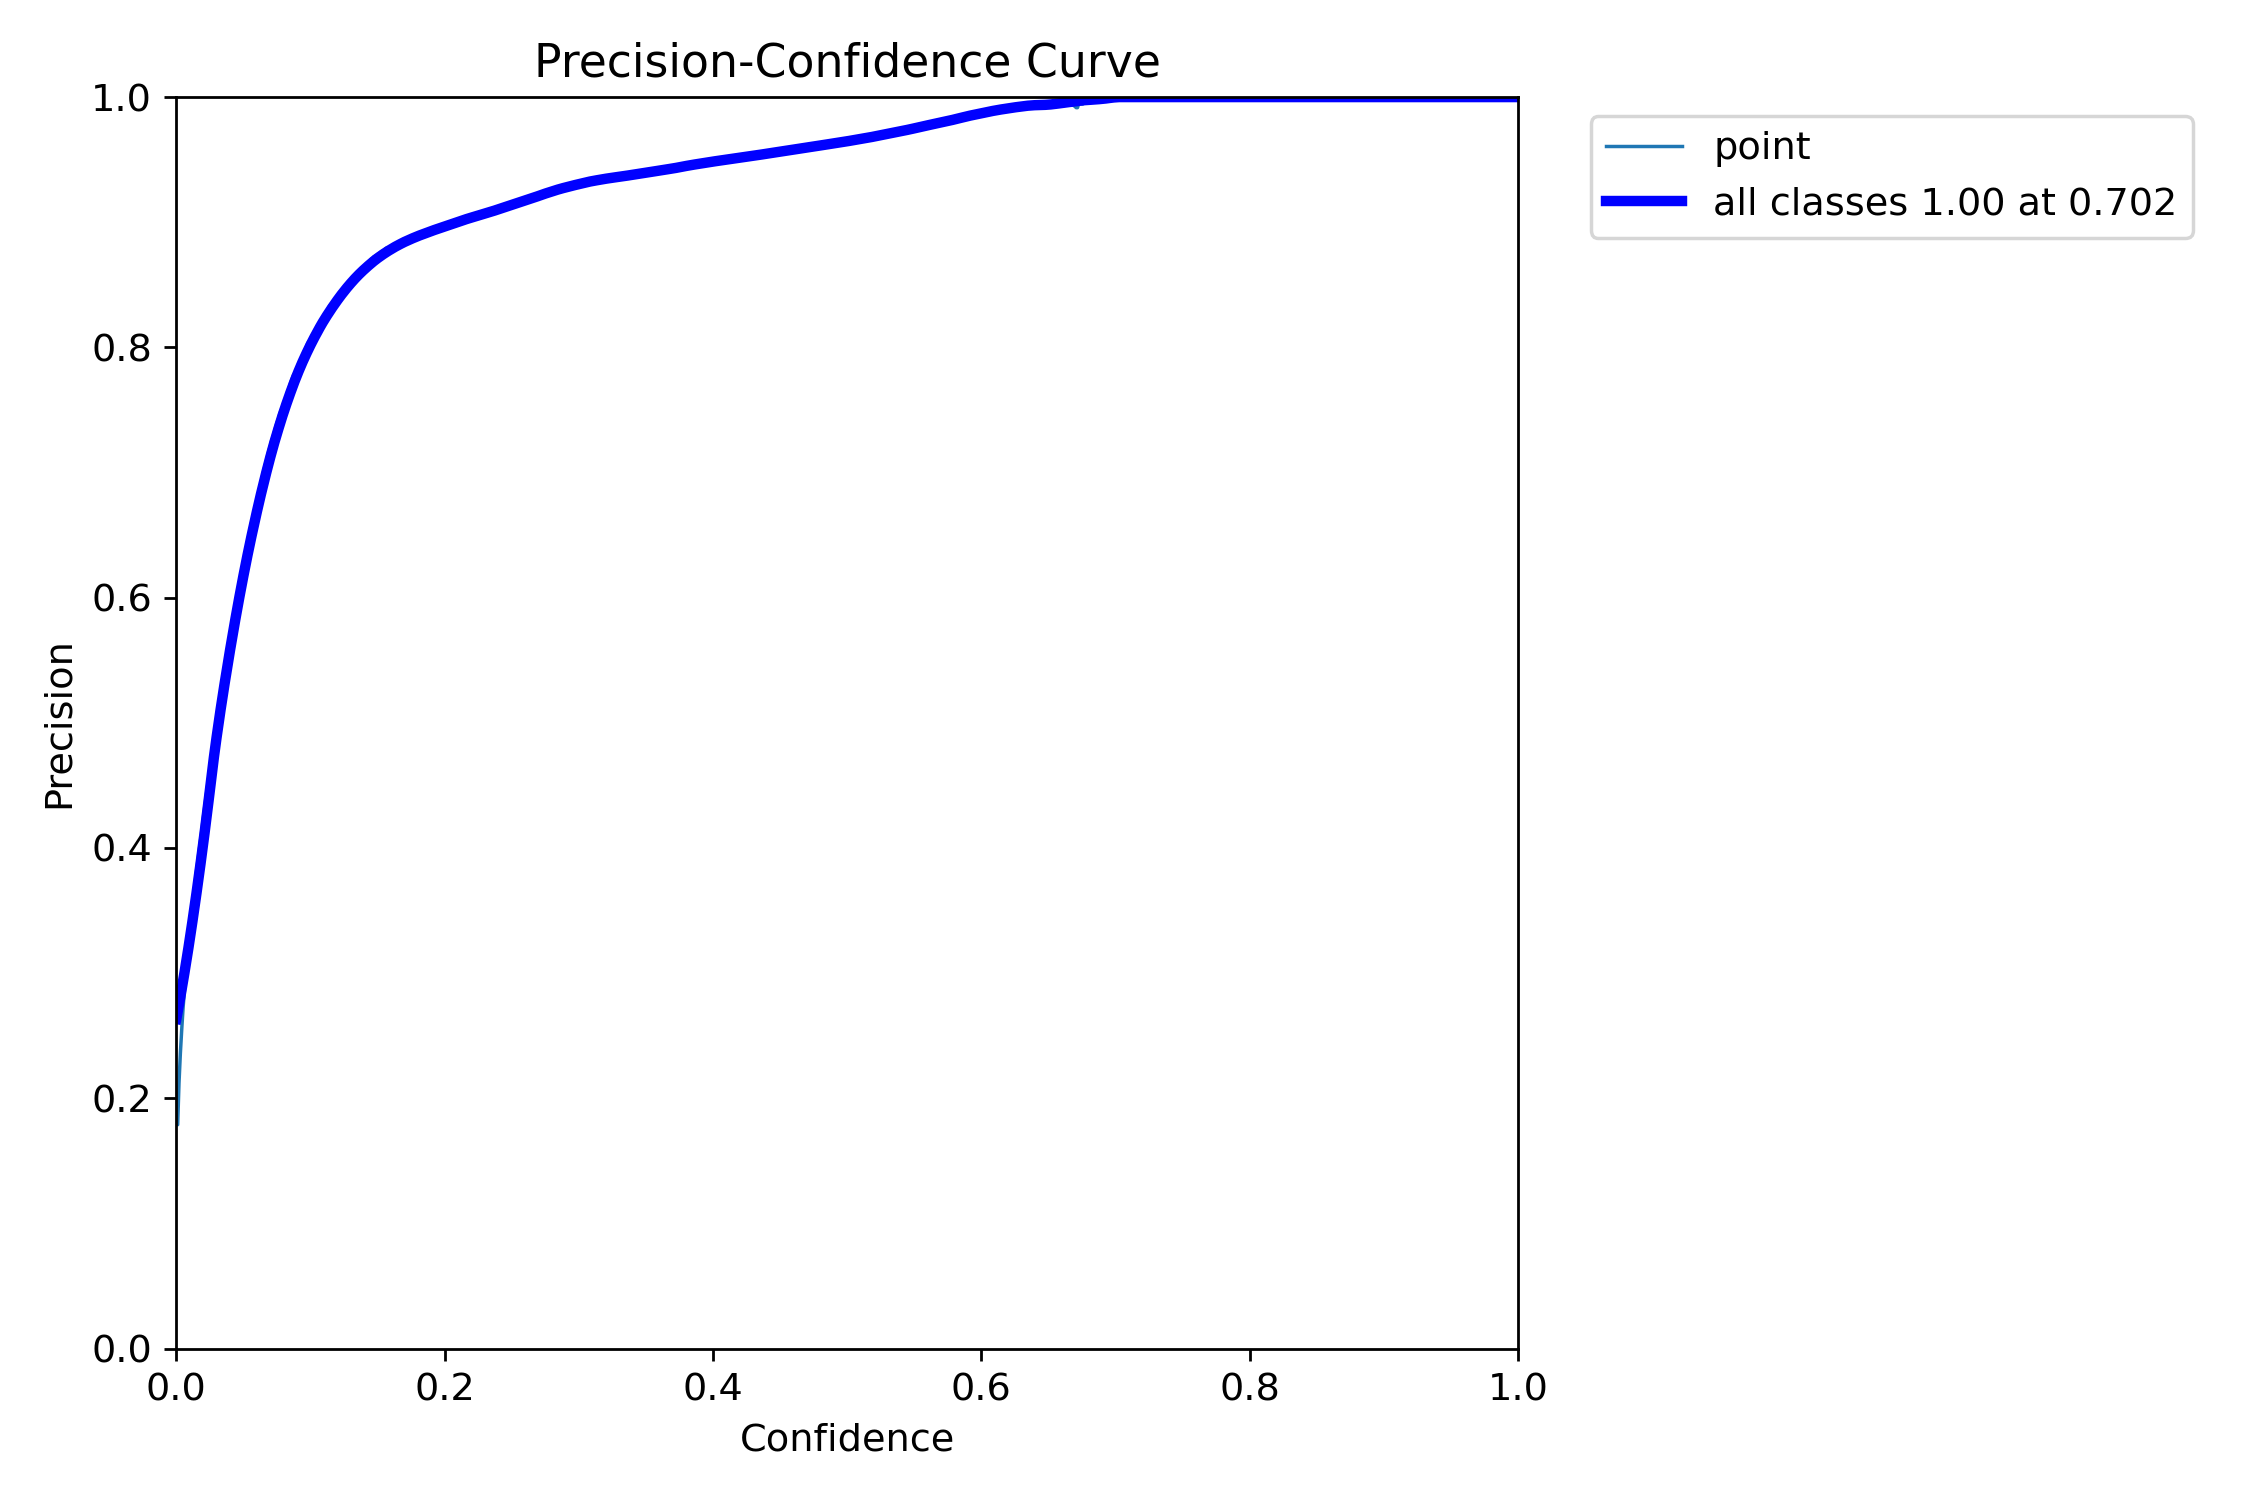 Precision-Confidence Curve
1.0
0.8
0.6
0.4
0.2
0.0
Precision
0.0 0.2 0.4 0.6 0.8 1.0
Confidence
point
all classes 1.00 at 0.702